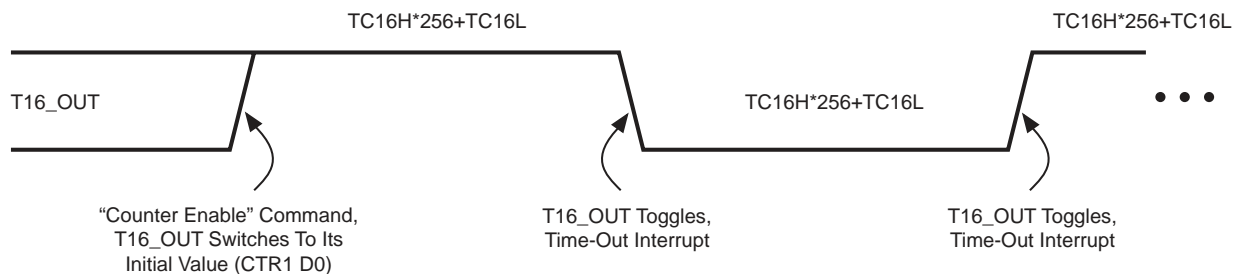 TC16H*256+TC16L
TC16H*256+TC16L
T16_OUT
TC16H*256+TC16L
“Counter Enable” Command,
T16_OUT Switches To Its
Initial Value (CTR1 D0)
T16_OUT Toggles,
Time-Out Interrupt
T16_OUT Toggles,
Time-Out Interrupt